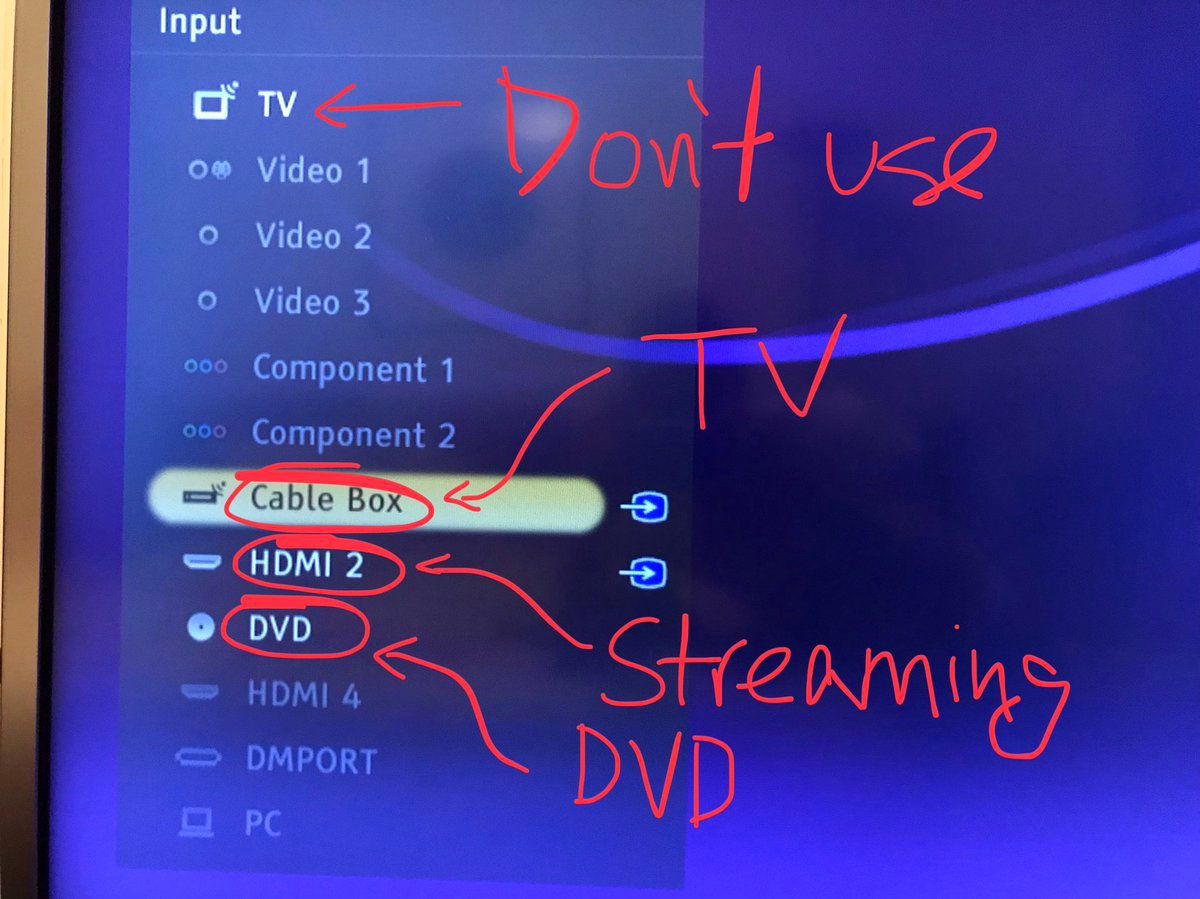 Input
TV Don't use
Video 1
Video 2
Video 3
TV
Component 1
Component 2
Cable Box
HDMI 2
DVD
Streaming
HDMI 4
DMPORT
DVD
PC